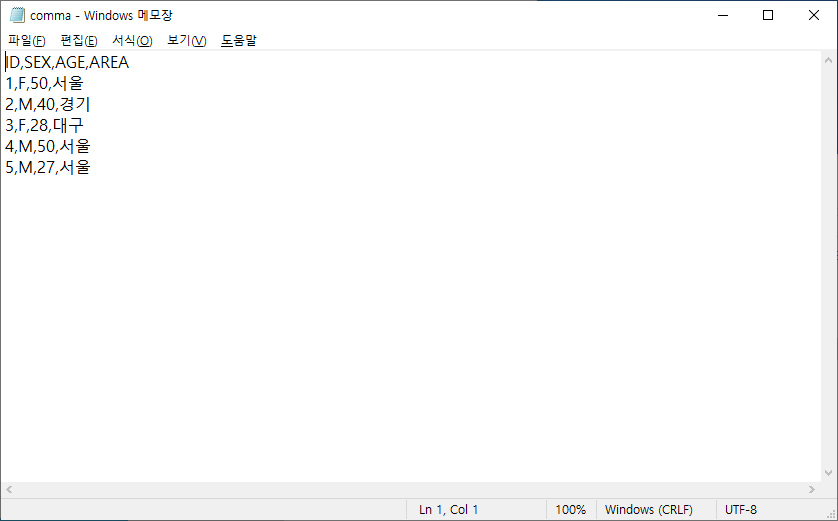 comma - Windows 메모장
파일(F) 편집(E) 서식(O) 보기(V) 도움말
ID,SEX,AGE,AREA
1,F,50,서울
2,M,40,경기
3,F,28,대구
4,M,50,서울
5,M,27,서울
Ln 1, Col 1 100% Windows (CRLF) UTF-8